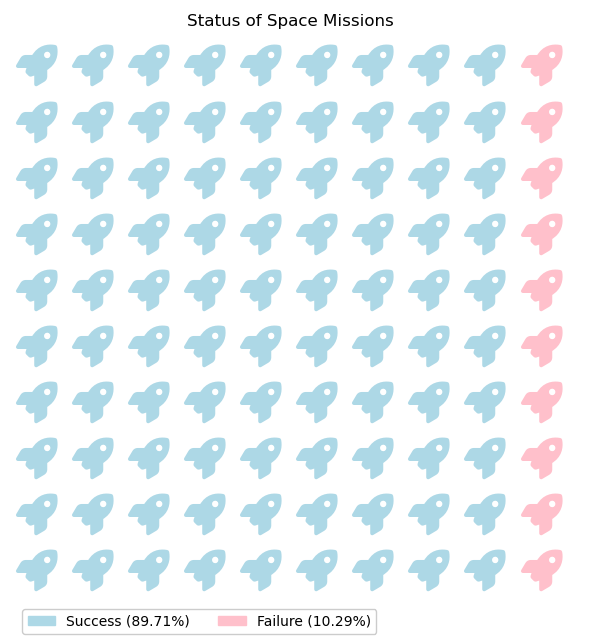 Status of Space Missions
Success (89.71%) Failure (10.29%)